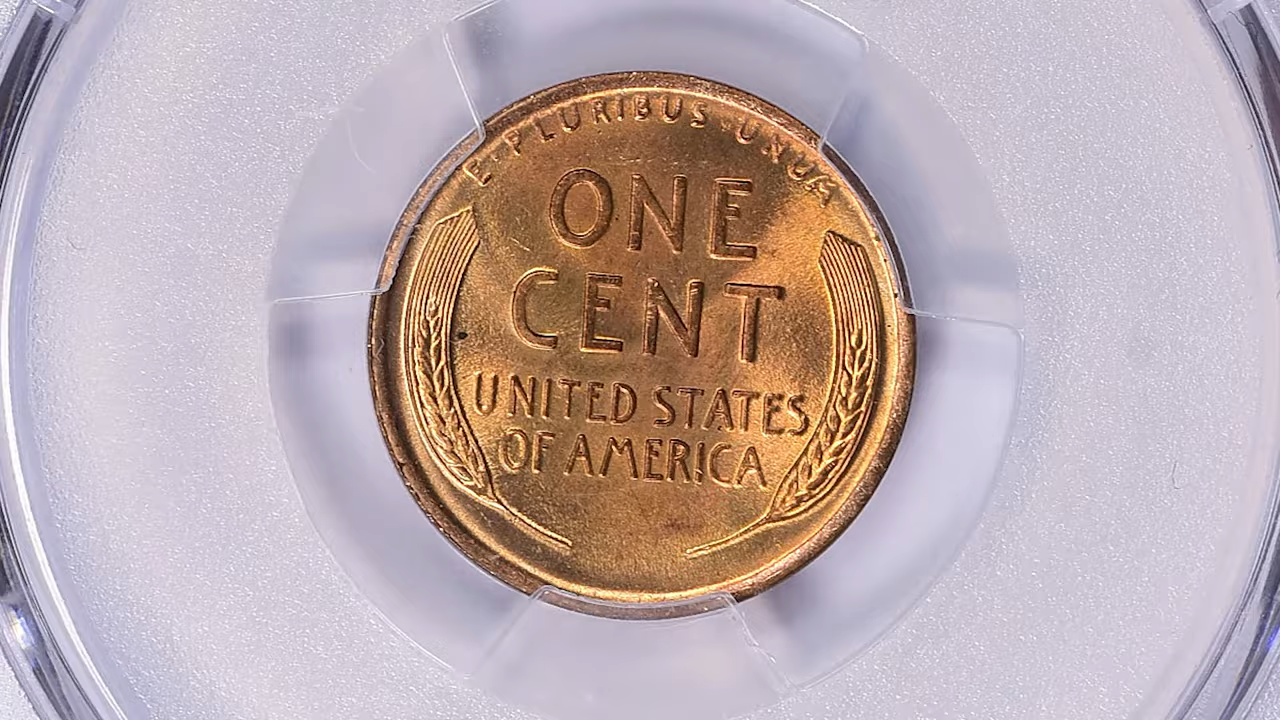 E·PLURIBUS·UNUM
ONE
CENT
UNITED STATES
OF AMERICA